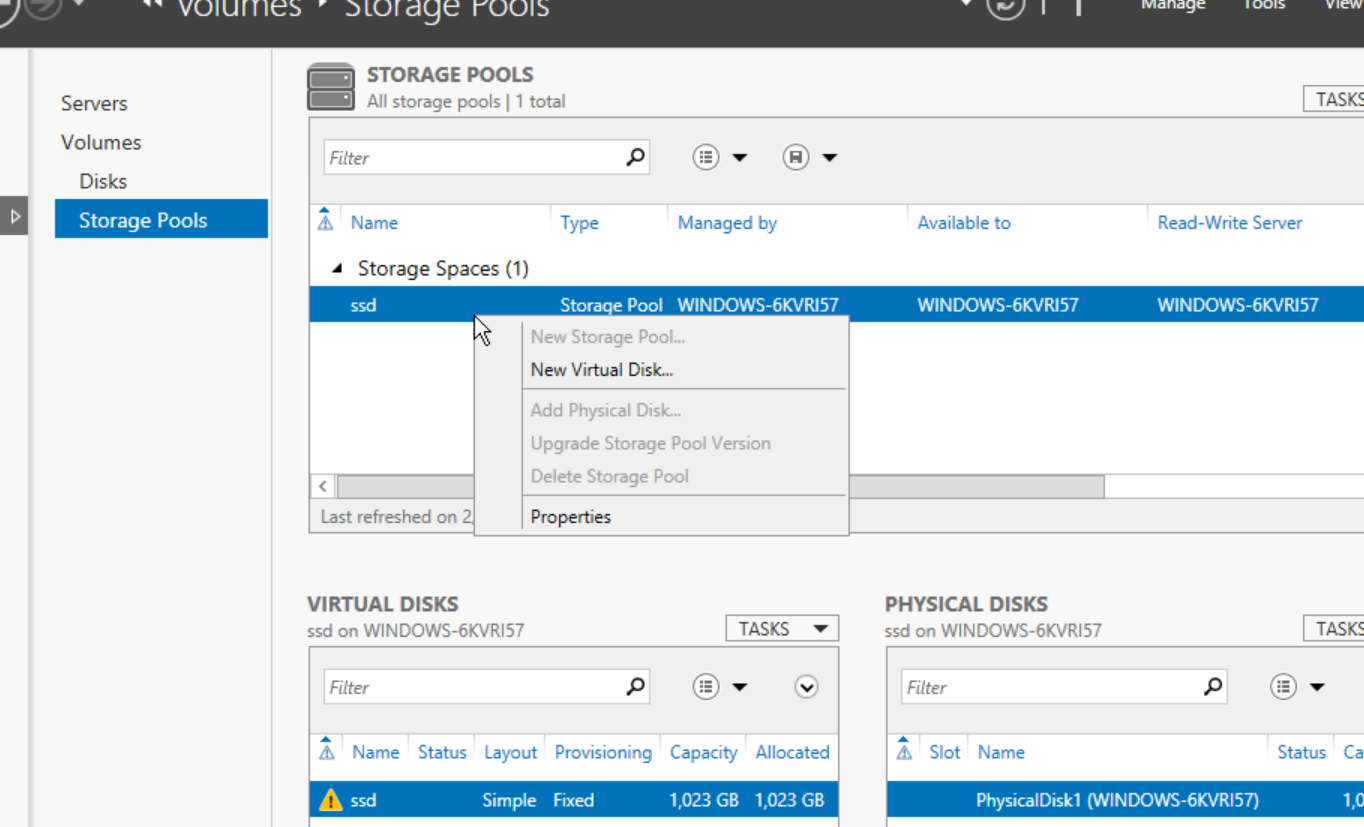 Volumes Storage Pools
Manage Tools View
Servers
Volumes
Disks
Storage Pools
STORAGE POOLS
All storage pools | 1 total
TASKS
Filter
Name Type Managed by Available to Read-Write Server
Storage Spaces (1)
ssd Storage Pool WINDOWS-6KVRI57 WINDOWS-6KVRI57 WINDOWS-6KVRI57
New Storage Pool...
New Virtual Disk...
Add Physical Disk...
Upgrade Storage Pool Version
Delete Storage Pool
Properties
Last refreshed on 2
VIRTUAL DISKS
ssd on WINDOWS-6KVRI57
TASKS
Filter
Name Status Layout Provisioning Capacity Allocated
ssd Simple Fixed 1,023 GB 1,023 GB
PHYSICAL DISKS
ssd on WINDOWS-6KVRI57
TASKS
Filter
Slot Name Status Ca
PhysicalDisk1 (WINDOWS-6KVRI57) 1,0